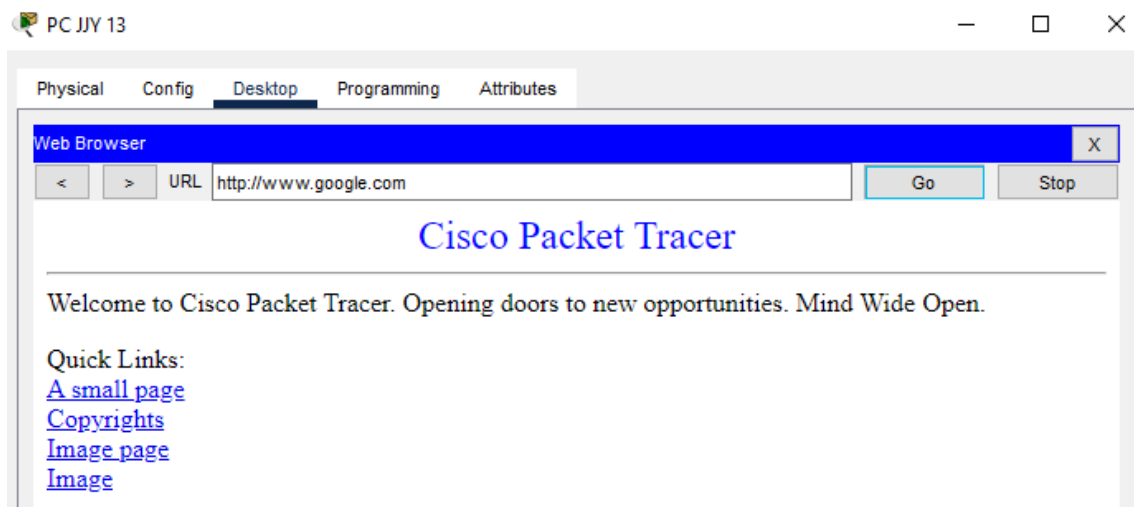 PC JJY 13
Physical Config Desktop Programming Attributes
Web Browser X
< > URL http://www.google.com Go Stop
Cisco Packet Tracer
Welcome to Cisco Packet Tracer. Opening doors to new opportunities. Mind Wide Open.
Quick Links:
A small page
Copyrights
Image page
Image